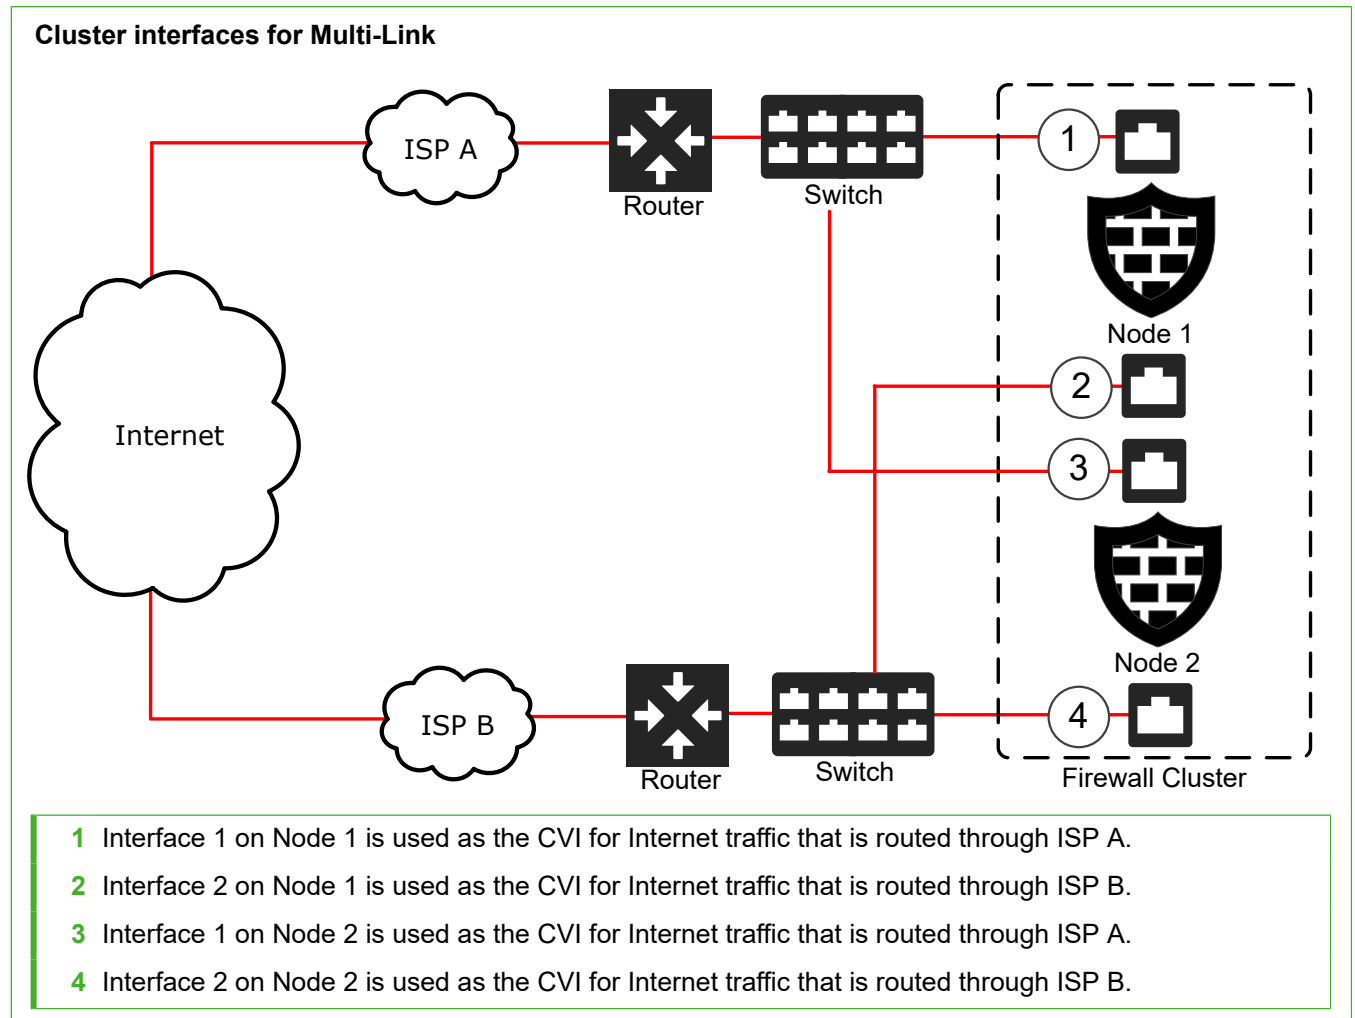 Cluster interfaces for Multi-Link
ISP A
Router
Switch
1
Node 1
2
Internet
3
Node 2
ISP B
Router
Switch
4
Firewall Cluster
1 Interface 1 on Node 1 is used as the CVI for Internet traffic that is routed through ISP A.
2 Interface 2 on Node 1 is used as the CVI for Internet traffic that is routed through ISP B.
3 Interface 1 on Node 2 is used as the CVI for Internet traffic that is routed through ISP A.
4 Interface 2 on Node 2 is used as the CVI for Internet traffic that is routed through ISP B.